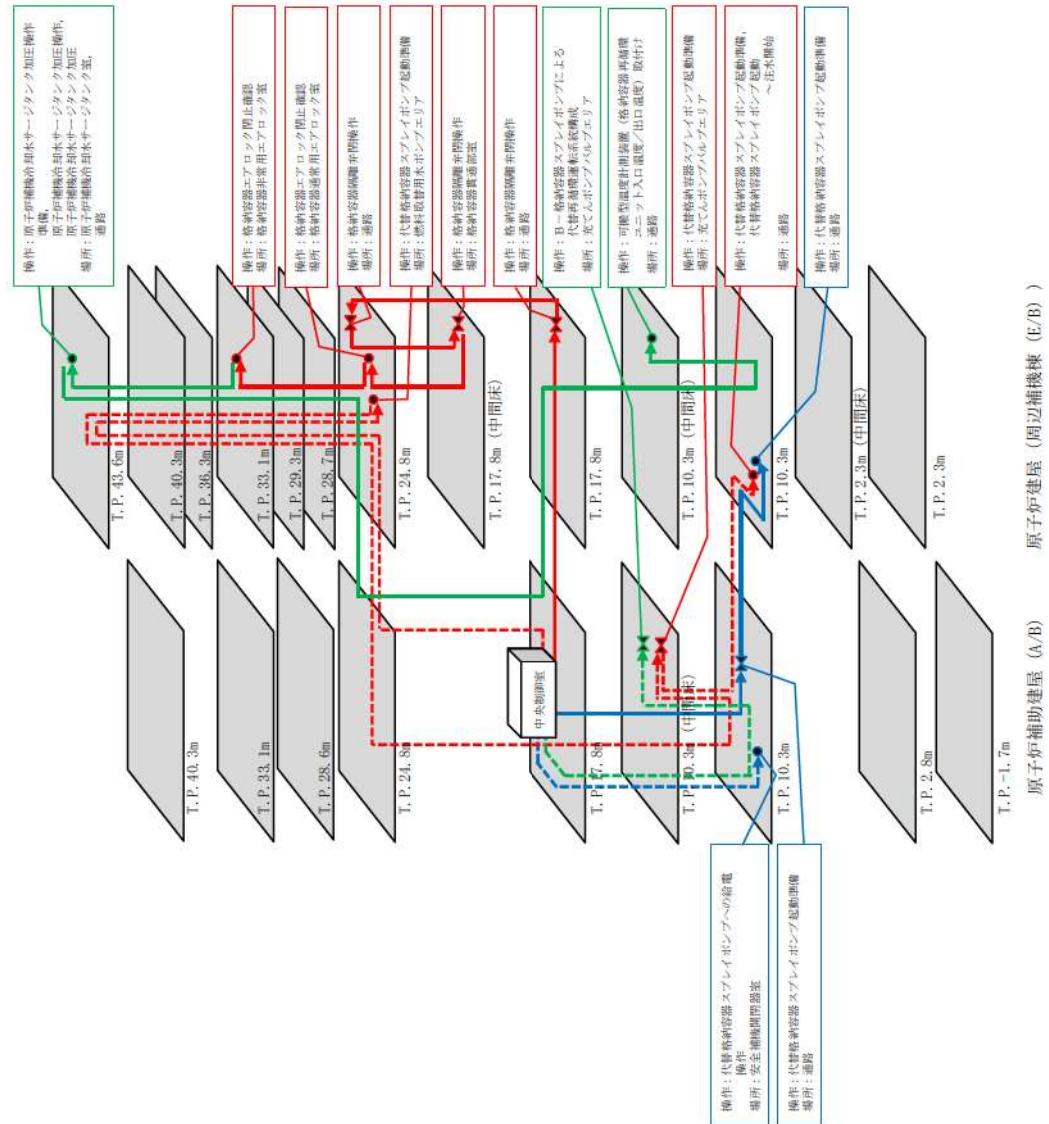 操作：原子炉補機冷却水サージタンク加圧操作
準備，
原子炉補機冷却水サージタンク加圧操作，
原子炉補機冷却水サージタンク加圧
場所：原子炉補機冷却水サージタンク室，
通路
操作：格納容器エアロック閉止確認
場所：格納容器非常用エアロック室
操作：格納容器エアロック閉止確認
場所：格納容器通常用エアロック室
操作：格納容器隔離弁閉操作
場所：通路
操作：代替格納容器スプレイポンプ起動準備
場所：燃料取替用水ポンプエリア
操作：格納容器隔離弁閉操作
場所：格納容器貫通部室
操作：格納容器隔離弁閉操作
場所：通路
操作：B－格納容器スプレイポンプによる
代替再循環運転系統構成
場所：充てんポンプバルブエリア
操作：可搬型温度計測装置（格納容器再循環
ユニット入口温度／出口温度）取付け
場所：通路
操作：代替格納容器スプレイポンプ起動準備
場所：充てんポンプバルブエリア
操作：代替格納容器スプレイポンプ起動準備，
代替格納容器スプレイポンプ起動
～注水開始
場所：通路
操作：代替格納容器スプレイポンプ起動準備
場所：通路
T.P.43.6m
T.P.40.3m
T.P.36.3m
T.P.33.1m
T.P.29.3m
T.P.28.7m
T.P.24.8m
T.P.17.8m（中間床）
T.P.17.8m
T.P.10.3m（中間床）
T.P.10.3m
T.P.2.3m（中間床）
T.P.2.3m
原子炉建屋（周辺補機棟（E/B））
T.P.40.3m
T.P.33.1m
T.P.28.6m
T.P.24.8m
中央制御室
T.P.17.8m
T.P.10.3m（中間床）
T.P.10.3m
T.P.2.8m
T.P.-1.7m
原子炉補助建屋（A/B）
操作：代替格納容器スプレイポンプへの給電
操作
場所：安全補機開閉器室
操作：代替格納容器スプレイポンプ起動準備
場所：通路